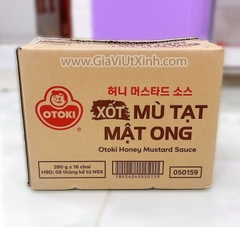 www.GiaViUtXinh.com
허니 머스타드 소스
OTOKI
XỐT MÙ TẠT
MẬT ONG
Otoki Honey Mustard Sauce
280 g x 16 chai
HSD: 08 tháng kể từ NSX
050159